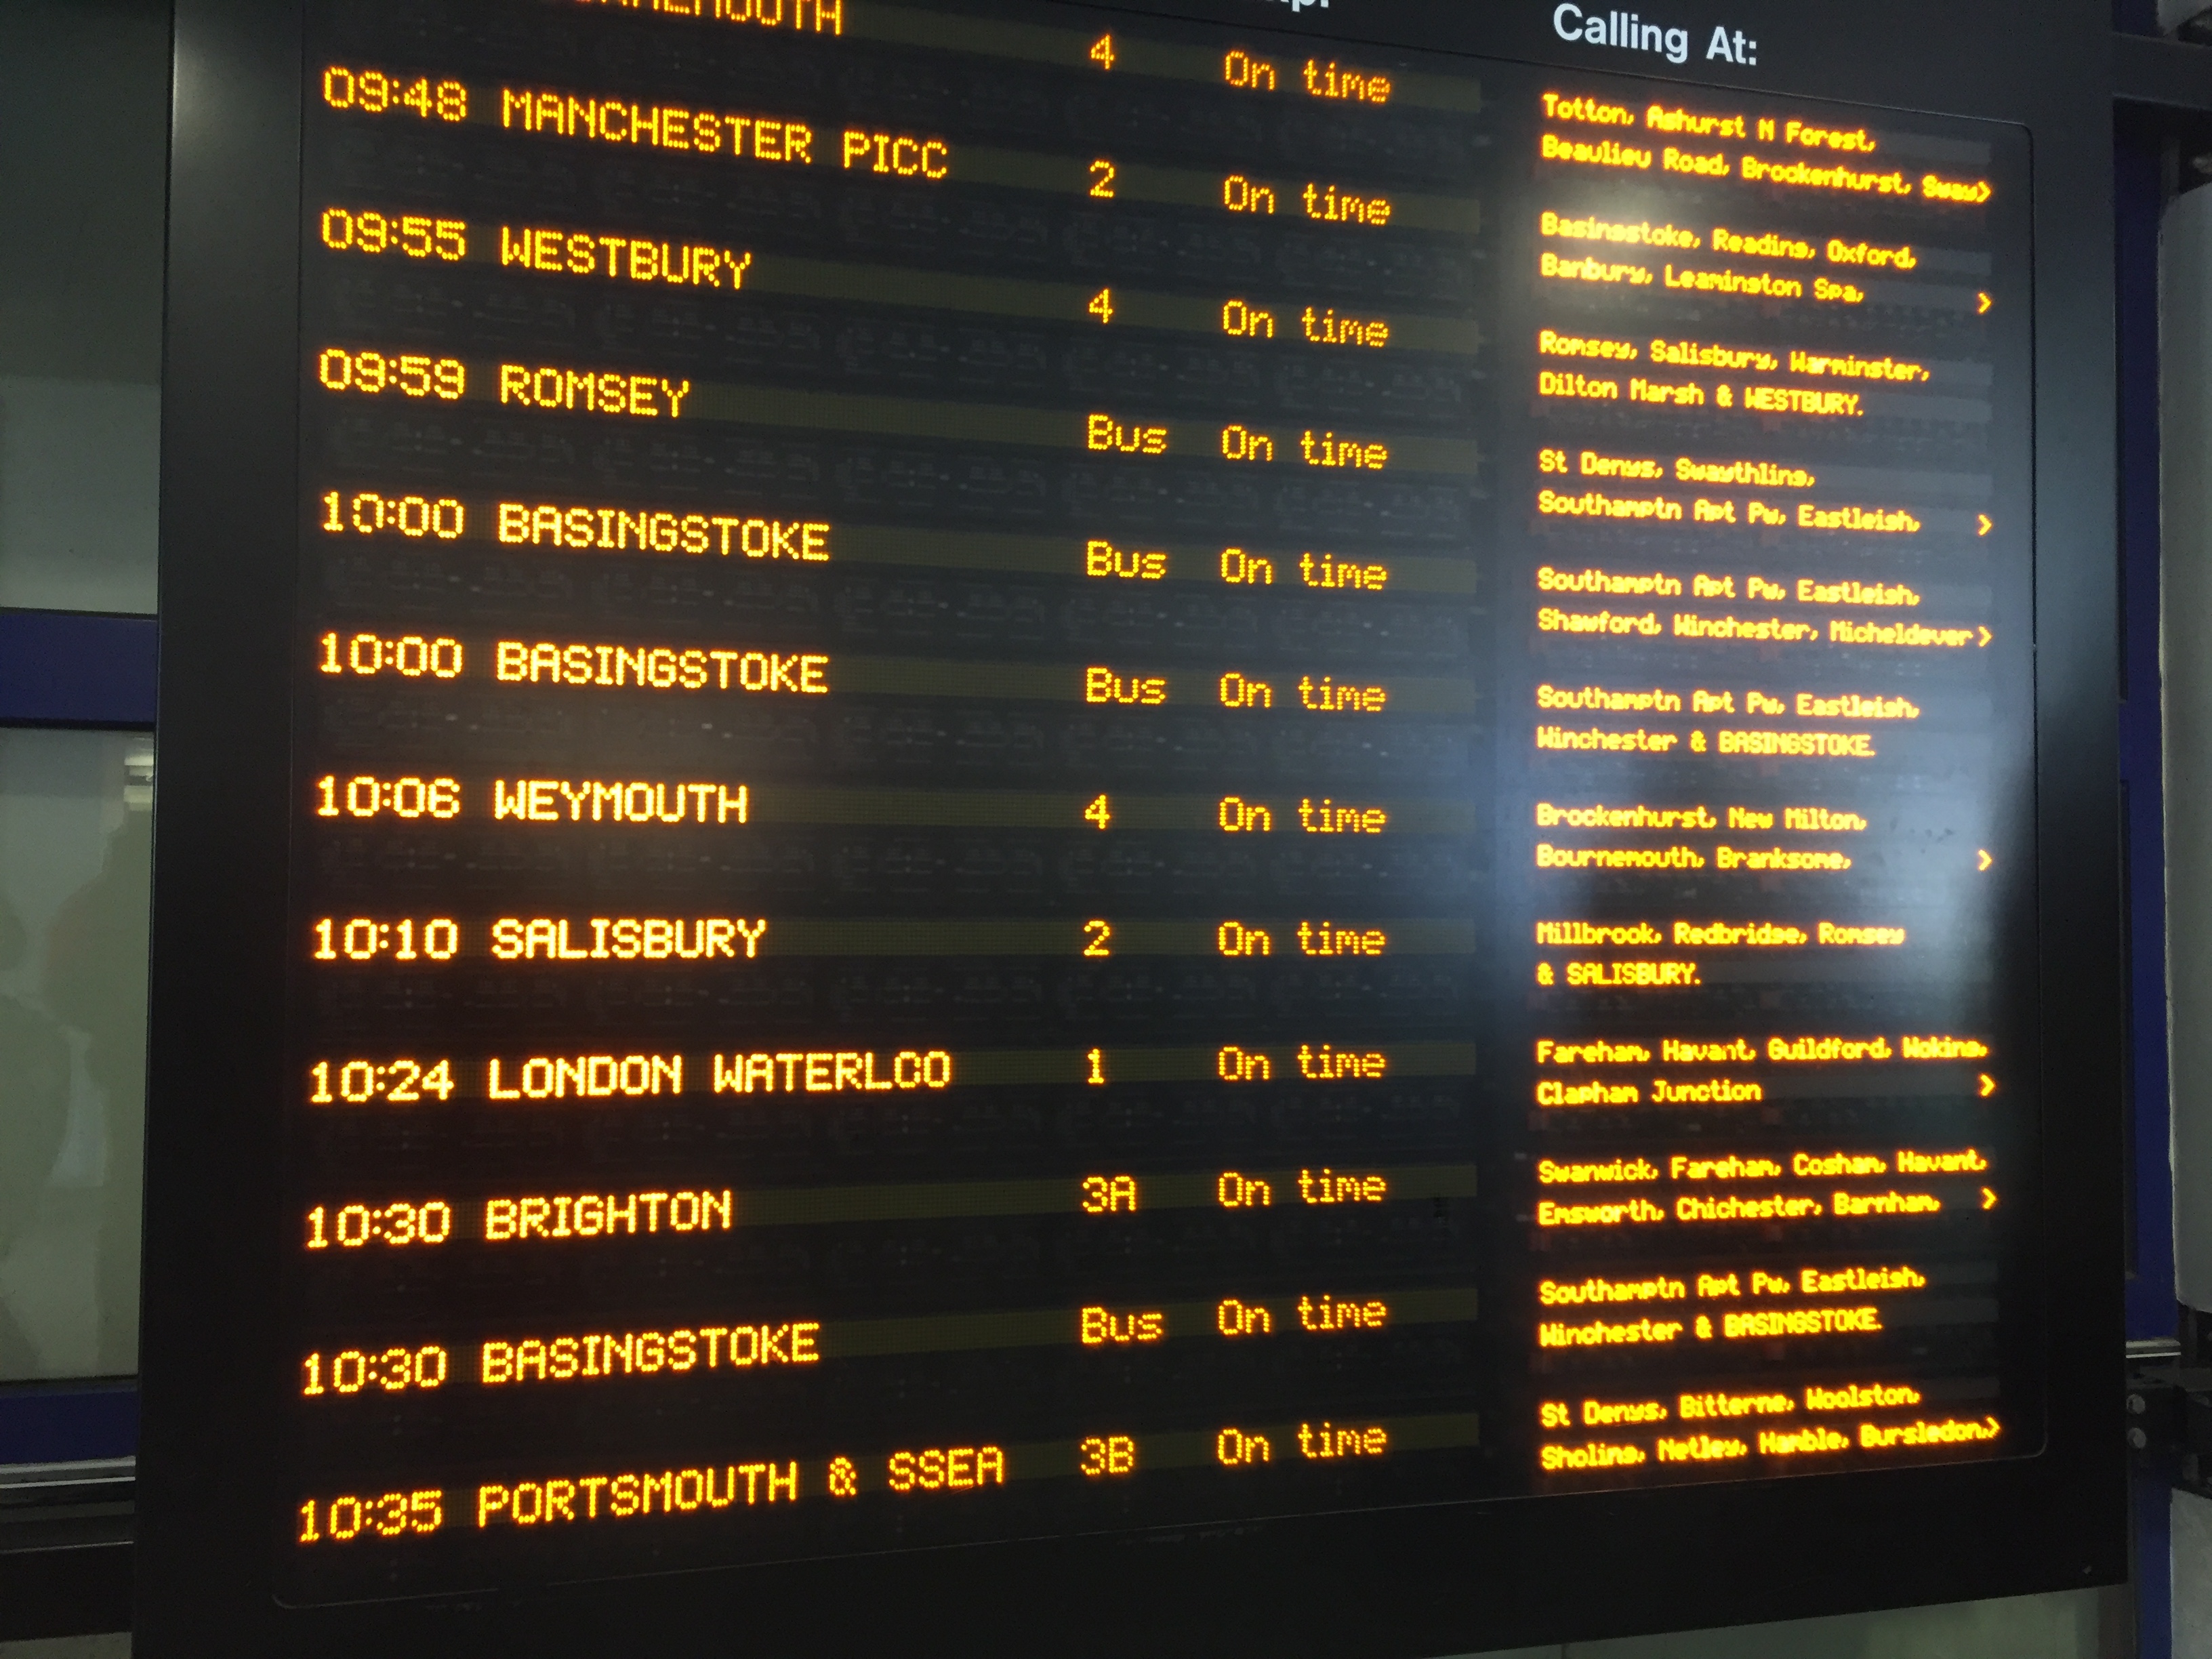 Calling At:
4 On time Totton, Ashurst N Forest,
Beaulieu Road, Brockenhurst, Sway>
09:48 MANCHESTER PICC 2 On time Basingstoke, Reading, Oxford,
Banbury, Leamington Spa, >
09:55 WESTBURY 4 On time Romsey, Salisbury, Warminster,
Dilton Marsh & WESTBURY.
09:59 ROMSEY Bus On time St Denys, Swaythling,
Southamptn Apt Pw, Eastleigh, >
10:00 BASINGSTOKE Bus On time Southamptn Apt Pw, Eastleigh,
Shawford, Winchester, Micheldever>
10:00 BASINGSTOKE Bus On time Southamptn Apt Pw, Eastleigh,
Winchester & BASINGSTOKE.
10:06 WEYMOUTH 4 On time Brockenhurst, New Milton,
Bournemouth, Branksome, >
10:10 SALISBURY 2 On time Millbrook, Redbridge, Romsey
& SALISBURY.
10:24 LONDON WATERLOO 1 On time Fareham, Havant, Guildford, Woking,
Clapham Junction >
10:30 BRIGHTON 3A On time Swanwick, Fareham, Cosham, Havant,
Emsworth, Chichester, Barnham, >
10:30 BASINGSTOKE Bus On time Southamptn Apt Pw, Eastleigh,
Winchester & BASINGSTOKE.
10:35 PORTSMOUTH & SSEA 3B On time St Denys, Bitterne, Woolston,
Sholing, Netley, Hamble, Bursledon,>